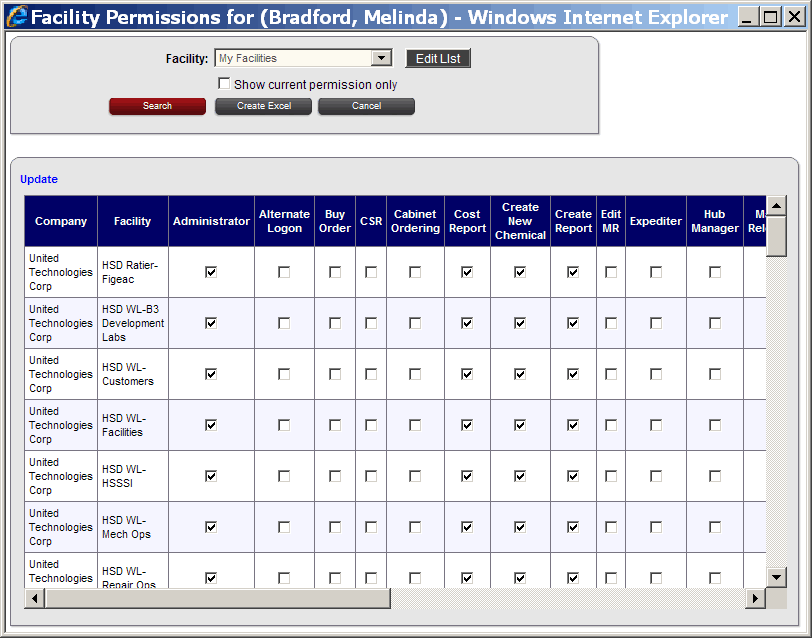 Facility Permissions for (Bradford, Melinda) - Windows Internet Explorer
Facility: My Facilities Edit LIst
Show current permission only
Search Create Excel Cancel
Update
Company Facility Administrator Alternate Logon Buy Order CSR Cabinet Ordering Cost Report Create New Chemical Create Report Edit MR Expediter Hub Manager
United
Technologies
Corp
HSD Ratier-
Figeac
United
Technologies
Corp
HSD WL-B3
Development
Labs
United
Technologies
Corp
HSD WL-
Customers
United
Technologies
Corp
HSD WL-
Facilities
United
Technologies
Corp
HSD WL-
HSSSI
United
Technologies
Corp
HSD WL-
Mech Ops
United
Technologies
HSD WL-
Repair Ops